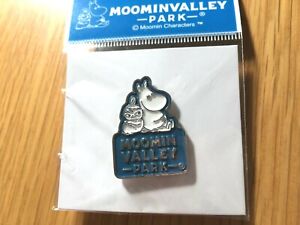 MOOMINVALLEY
—PARK—
© Moomin Characters ™
MOOMIN
VALLEY
-PARK-®